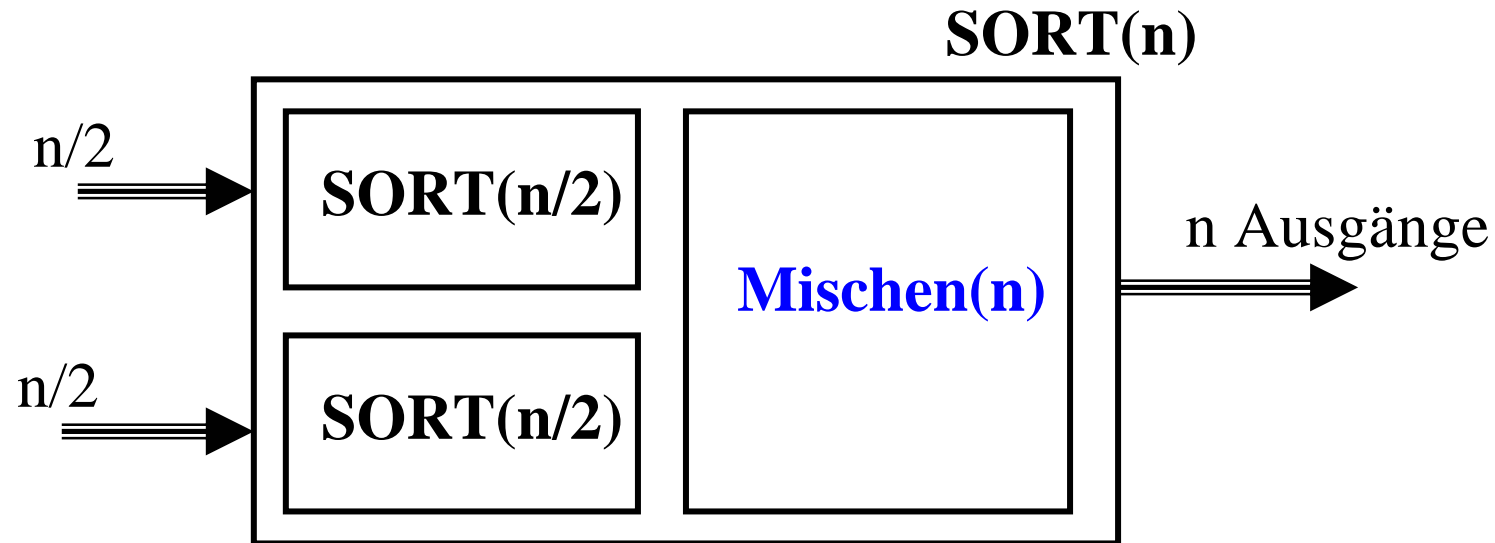 SORT(n)
n/2
SORT(n/2)
n Ausgänge
Mischen(n)
n/2
SORT(n/2)